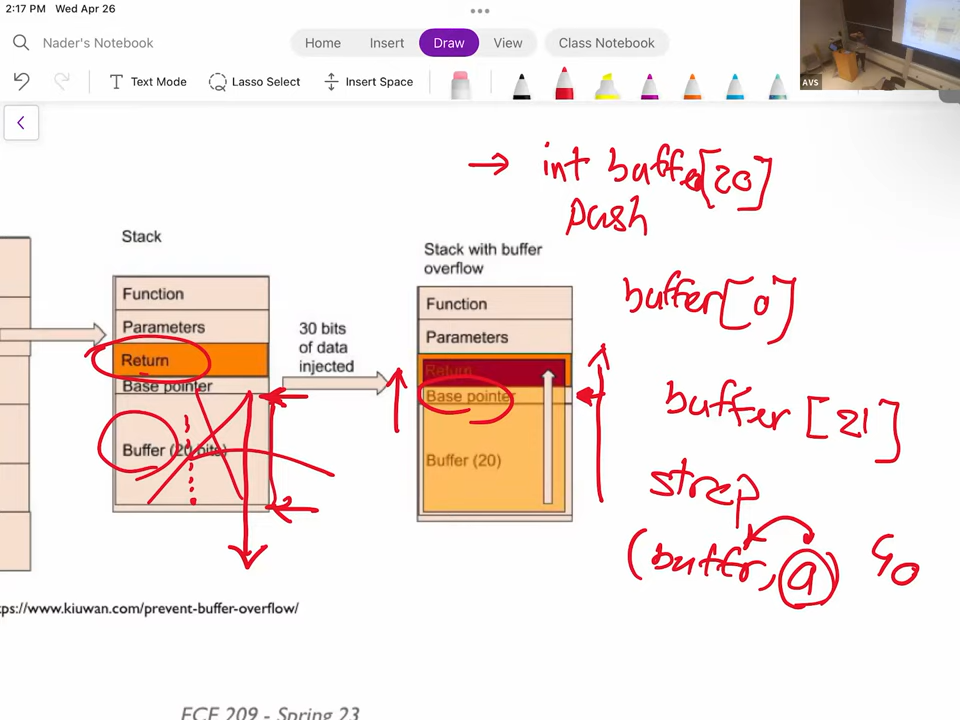 2:17 PM Wed Apr 26
Nader's Notebook
Home Insert Draw View Class Notebook
Text Mode Lasso Select Insert Space
AVS
→ int buffer[20]
push
Stack
Stack with buffer
overflow
Function
Parameters
Return
Base pointer
Buffer (20 bits)
30 bits
of data
injected
Function
Parameters
Return
Base pointer
Buffer (20)
buffer[0]
buffer [21]
strcp
(buffr, a)
tps://www.kiuwan.com/prevent-buffer-overflow/
ECE 209 - Spring 23